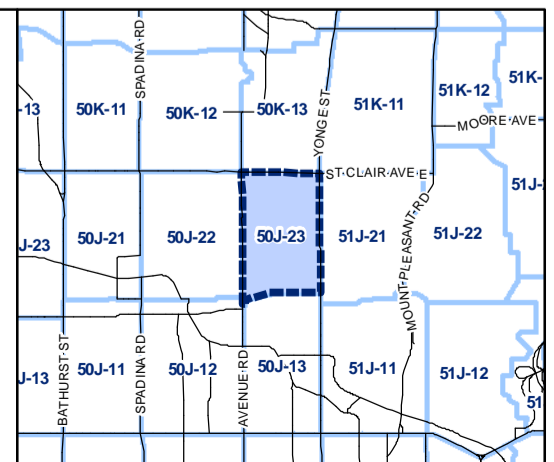 SPADINA RD
-13
50K-11
50K-12
50K-13
51K-11
51K-12
51K-
YONGE ST
MOORE AVE
ST CLAIR AVE E
51J-
J-23
50J-21
50J-22
50J-23
51J-21
51J-22
MOUNT PLEASANT RD
J-13
BATHURST ST
50J-11
SPADINA RD
50J-12
AVENUE RD
50J-13
51J-11
51J-12
51